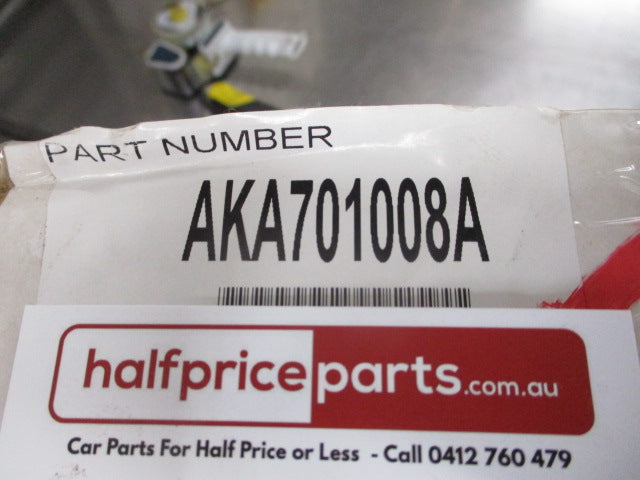 PART NUMBER
AKA701008A
halfpriceparts.com.au
Car Parts For Half Price or Less - Call 0412 760 479